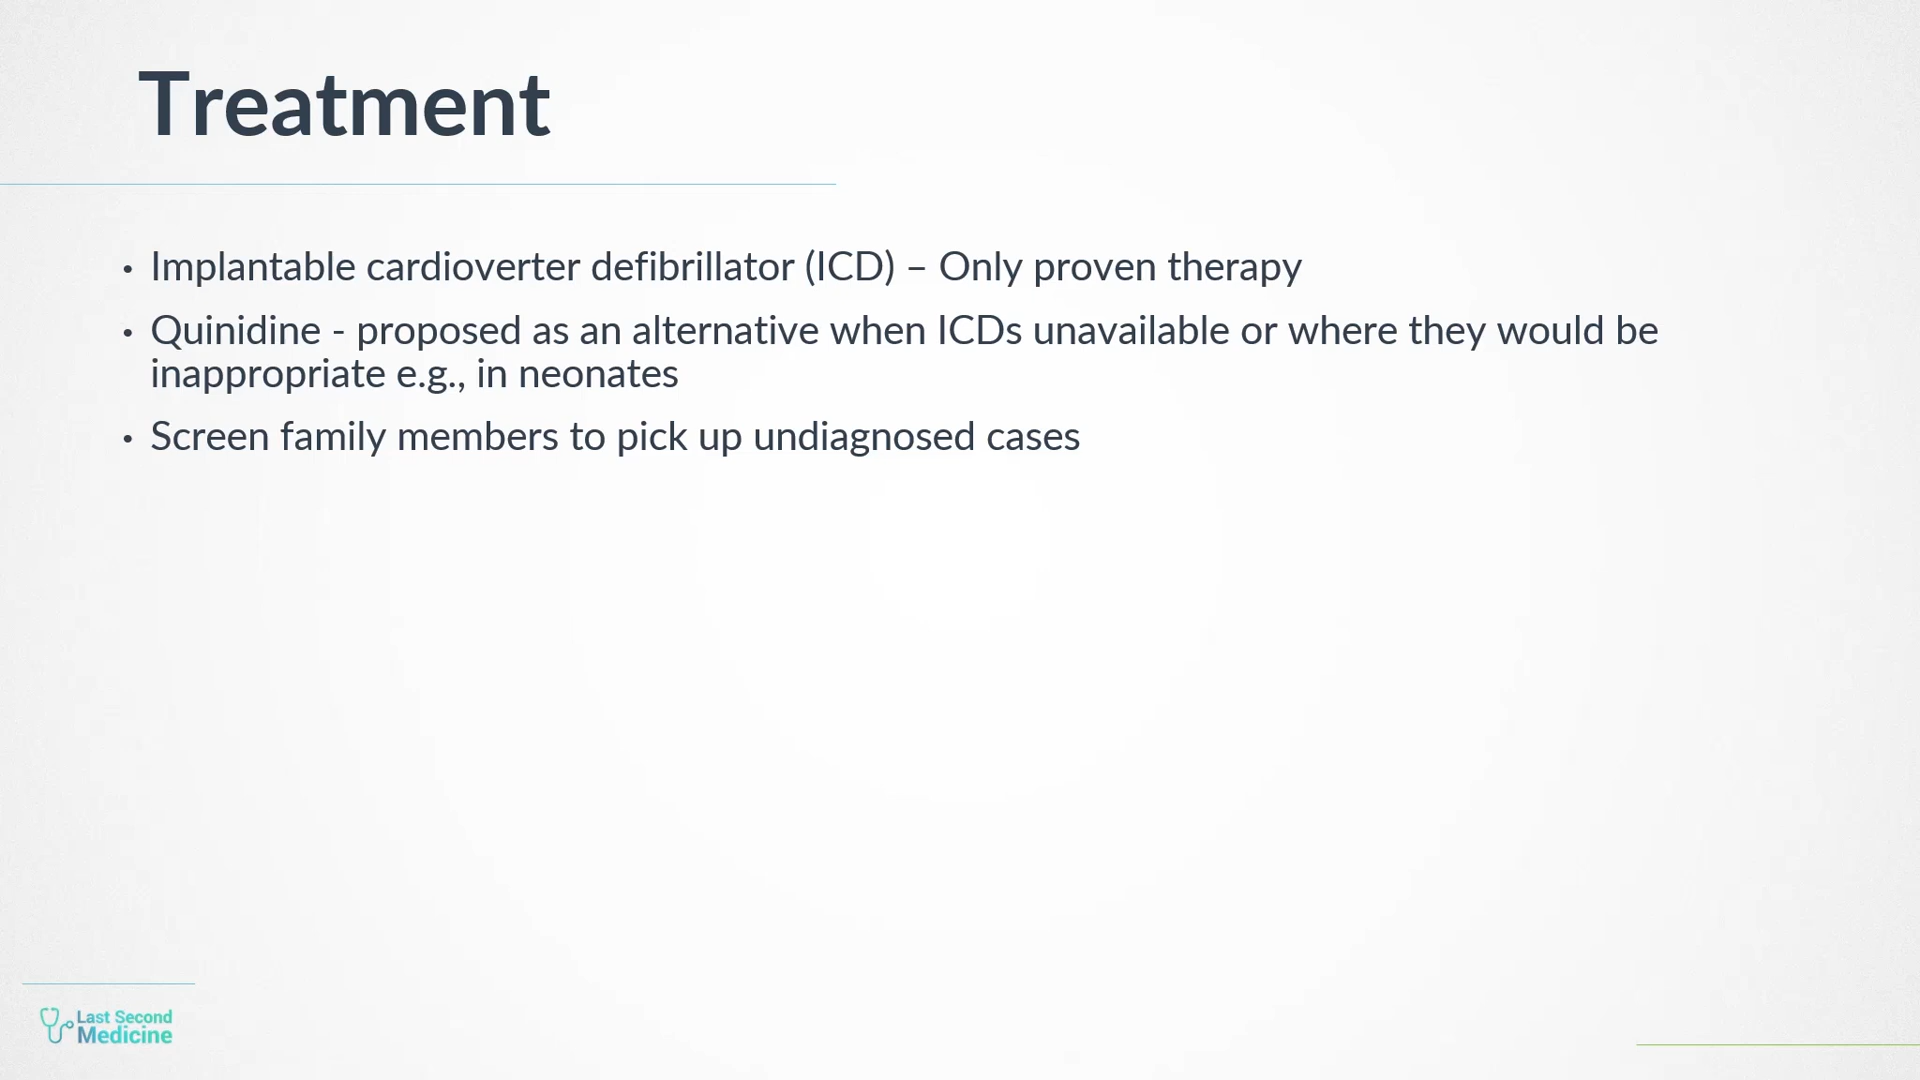 Treatment
• Implantable cardioverter defibrillator (ICD) – Only proven therapy
• Quinidine - proposed as an alternative when ICDs unavailable or where they would be
inappropriate e.g., in neonates
• Screen family members to pick up undiagnosed cases
Last Second
Medicine